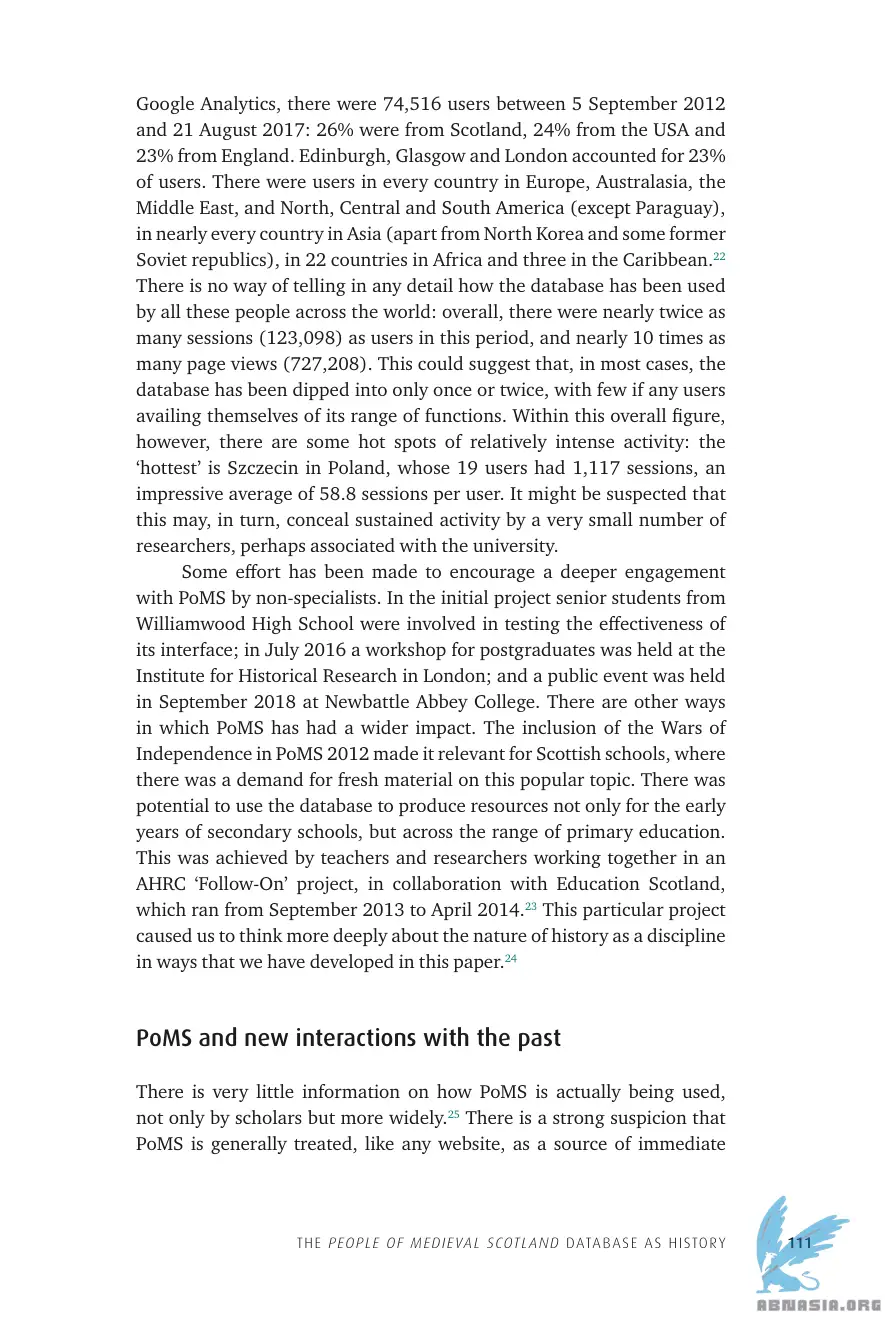 Google Analytics, there were 74,516 users between 5 September 2012
and 21 August 2017: 26% were from Scotland, 24% from the USA and
23% from England. Edinburgh, Glasgow and London accounted for 23%
of users. There were users in every country in Europe, Australasia, the
Middle East, and North, Central and South America (except Paraguay),
in nearly every country in Asia (apart from North Korea and some former
Soviet republics), in 22 countries in Africa and three in the Caribbean.22
There is no way of telling in any detail how the database has been used
by all these people across the world: overall, there were nearly twice as
many sessions (123,098) as users in this period, and nearly 10 times as
many page views (727,208). This could suggest that, in most cases, the
database has been dipped into only once or twice, with few if any users
availing themselves of its range of functions. Within this overall figure,
however, there are some hot spots of relatively intense activity: the
‘hottest’ is Szczecin in Poland, whose 19 users had 1,117 sessions, an
impressive average of 58.8 sessions per user. It might be suspected that
this may, in turn, conceal sustained activity by a very small number of
researchers, perhaps associated with the university.
Some effort has been made to encourage a deeper engagement
with PoMS by non-specialists. In the initial project senior students from
Williamwood High School were involved in testing the effectiveness of
its interface; in July 2016 a workshop for postgraduates was held at the
Institute for Historical Research in London; and a public event was held
in September 2018 at Newbattle Abbey College. There are other ways
in which PoMS has had a wider impact. The inclusion of the Wars of
Independence in PoMS 2012 made it relevant for Scottish schools, where
there was a demand for fresh material on this popular topic. There was
potential to use the database to produce resources not only for the early
years of secondary schools, but across the range of primary education.
This was achieved by teachers and researchers working together in an
AHRC ‘Follow-On’ project, in collaboration with Education Scotland,
which ran from September 2013 to April 2014.23 This particular project
caused us to think more deeply about the nature of history as a discipline
in ways that we have developed in this paper.24
PoMS and new interactions with the past
There is very little information on how PoMS is actually being used,
not only by scholars but more widely.25 There is a strong suspicion that
PoMS is generally treated, like any website, as a source of immediate
THE PEOPLE OF MEDIEVAL SCOTLAND DATABASE AS HISTORY 111
ABNASIA.ORG